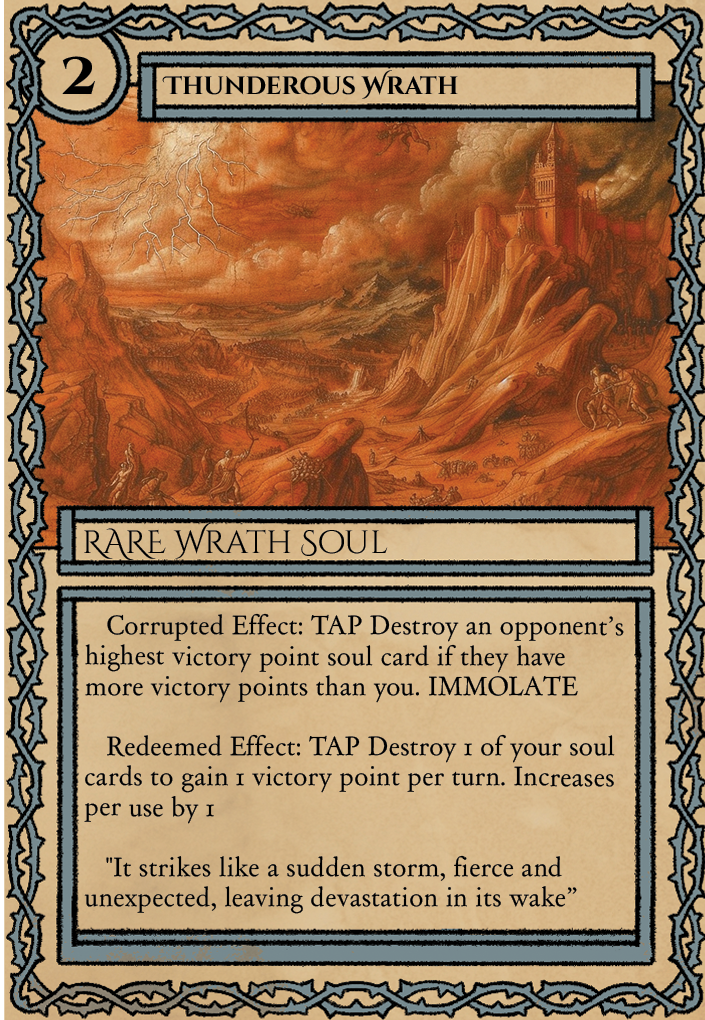 2
Thunderous Wrath
Rare Wrath Soul
Corrupted Effect: TAP Destroy an opponent’s
highest victory point soul card if they have
more victory points than you. IMMOLATE
Redeemed Effect: TAP Destroy 1 of your soul
cards to gain 1 victory point per turn. Increases
per use by 1
"It strikes like a sudden storm, fierce and
unexpected, leaving devastation in its wake”